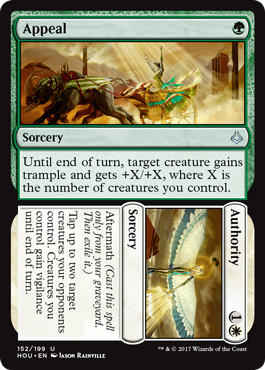 Appeal
Sorcery
Until end of turn, target creature gains
trample and gets +X/+X, where X is
the number of creatures you control.
Authority
Sorcery
Aftermath (Cast this spell
only from your graveyard.
Then exile it.)
Tap up to two target
creatures your opponents
control. Creatures you
control gain vigilance
until end of turn.
152/199 U
HOU • EN Jason Rainville
™ & © 2017 Wizards of the Coast